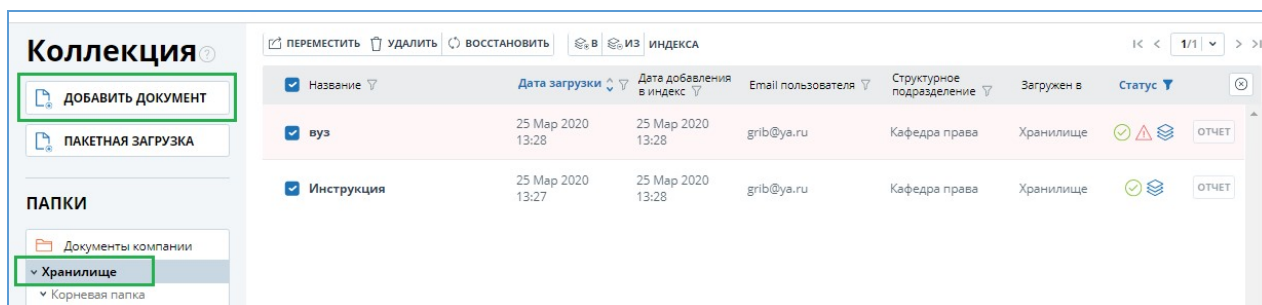 Коллекция
ДОБАВИТЬ ДОКУМЕНТ
ПАКЕТНАЯ ЗАГРУЗКА
ПАПКИ
Документы компании
Хранилище
Корневая папка
ПЕРЕМЕСТИТЬ УДАЛИТЬ ВОССТАНОВИТЬ В ИЗ ИНДЕКСА 1/1
Название Дата загрузки Дата добавления в индекс Email пользователя Структурное подразделение Загружен в Статус
вуз 25 Мар 2020 13:28 25 Мар 2020 13:28 grib@ya.ru Кафедра права Хранилище ОТЧЕТ
Инструкция 25 Мар 2020 13:27 25 Мар 2020 13:28 grib@ya.ru Кафедра права Хранилище ОТЧЕТ